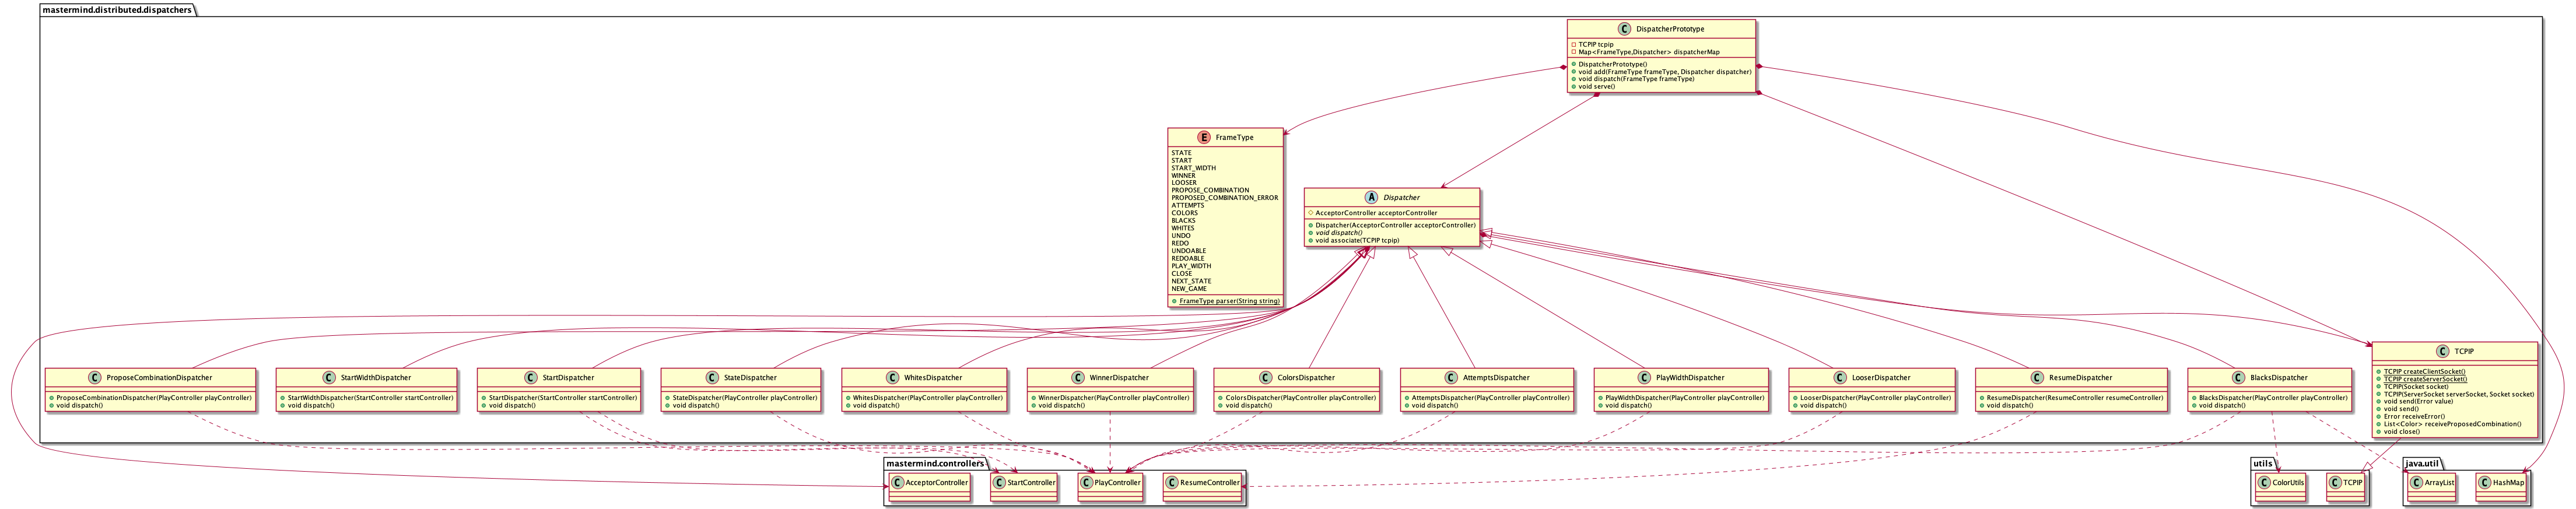 mastermind.distributed.dispatchers
C DispatcherPrototype
TCPIP tcpip
Map<FrameType,Dispatcher> dispatcherMap
DispatcherPrototype()
void add(FrameType frameType, Dispatcher dispatcher)
void dispatch(FrameType frameType)
void serve()
E FrameType
STATE
START
START_WIDTH
WINNER
LOOSER
PROPOSE_COMBINATION
PROPOSED_COMBINATION_ERROR
ATTEMPTS
COLORS
BLACKS
WHITES
UNDO
REDO
UNDOABLE
REDOABLE
PLAY_WIDTH
CLOSE
NEXT_STATE
NEW_GAME
FrameType parser(String string)
A Dispatcher
AcceptorController acceptorController
Dispatcher(AcceptorController acceptorController)
void dispatch()
void associate(TCPIP tcpip)
C ProposeCombinationDispatcher
ProposeCombinationDispatcher(PlayController playController)
void dispatch()
C StartWidthDispatcher
StartWidthDispatcher(StartController startController)
void dispatch()
C StartDispatcher
StartDispatcher(StartController startController)
void dispatch()
C StateDispatcher
StateDispatcher(PlayController playController)
void dispatch()
C WhitesDispatcher
WhitesDispatcher(PlayController playController)
void dispatch()
C WinnerDispatcher
WinnerDispatcher(PlayController playController)
void dispatch()
C ColorsDispatcher
ColorsDispatcher(PlayController playController)
void dispatch()
C AttemptsDispatcher
AttemptsDispatcher(PlayController playController)
void dispatch()
C PlayWidthDispatcher
PlayWidthDispatcher(PlayController playController)
void dispatch()
C LooserDispatcher
LooserDispatcher(PlayController playController)
void dispatch()
C ResumeDispatcher
ResumeDispatcher(ResumeController resumeController)
void dispatch()
C BlacksDispatcher
BlacksDispatcher(PlayController playController)
void dispatch()
C TCPIP
TCPIP createClientSocket()
TCPIP createServerSocket()
TCPIP(Socket socket)
TCPIP(ServerSocket serverSocket, Socket socket)
void send(Error value)
void send()
Error receiveError()
List<Color> receiveProposedCombination()
void close()
mastermind.controllers
C AcceptorController
C StartController
C PlayController
C ResumeController
utils
C ColorUtils
C TCPIP
java.util
C ArrayList
C HashMap